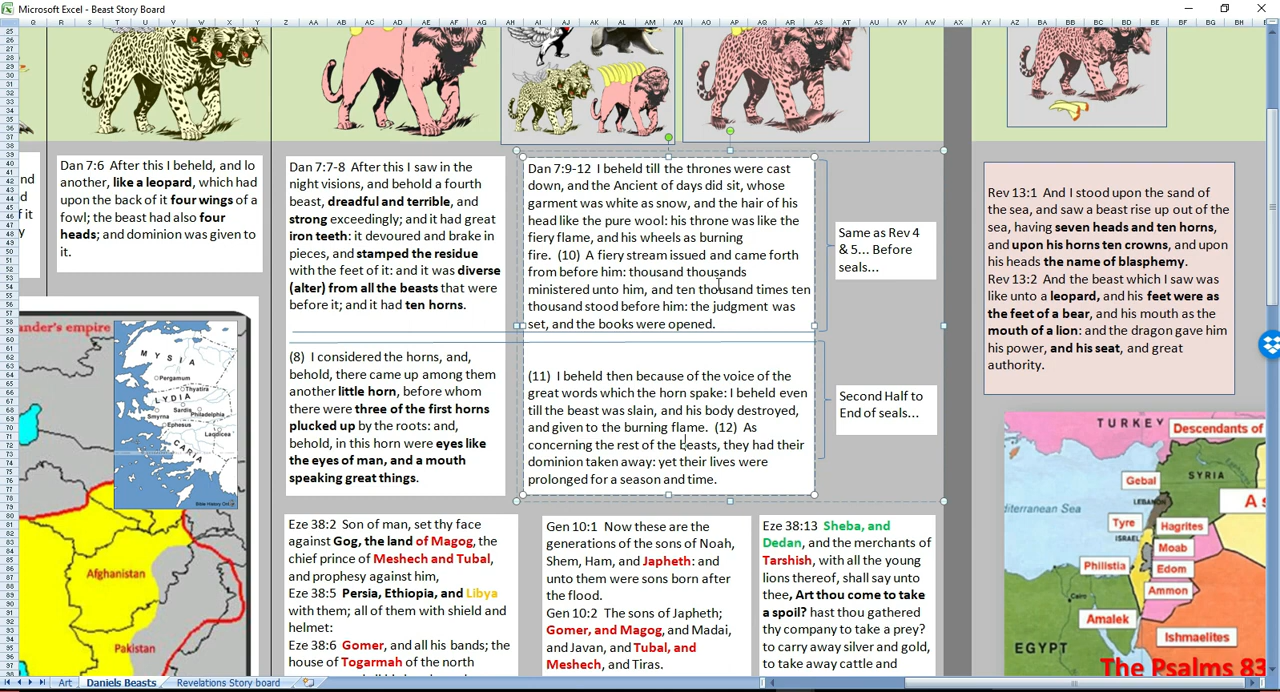 Microsoft Excel - Beast Story Board
Dan 7:6 After this I beheld, and lo
another, like a leopard, which had
upon the back of it four wings of a
fowl; the beast had also four
heads; and dominion was given to
it.
Dan 7:7-8 After this I saw in the
night visions, and behold a fourth
beast, dreadful and terrible, and
strong exceedingly; and it had great
iron teeth: it devoured and brake in
pieces, and stamped the residue
with the feet of it: and it was diverse
(alter) from all the beasts that were
before it; and it had ten horns.
(8) I considered the horns, and,
behold, there came up among them
another little horn, before whom
there were three of the first horns
plucked up by the roots: and,
behold, in this horn were eyes like
the eyes of man, and a mouth
speaking great things.
Dan 7:9-12 I beheld till the thrones were cast
down, and the Ancient of days did sit, whose
garment was white as snow, and the hair of his
head like the pure wool: his throne was like the
fiery flame, and his wheels as burning
fire. (10) A fiery stream issued and came forth
from before him: thousand thousands
ministered unto him, and ten thousand times ten
thousand stood before him: the judgment was
set, and the books were opened.
(11) I beheld then because of the voice of the
great words which the horn spake: I beheld even
till the beast was slain, and his body destroyed,
and given to the burning flame. (12) As
concerning the rest of the beasts, they had their
dominion taken away: yet their lives were
prolonged for a season and time.
Same as Rev 4
& 5... Before
seals...
Second Half to
End of seals...
Rev 13:1 And I stood upon the sand of
the sea, and saw a beast rise up out of the
sea, having seven heads and ten horns,
and upon his horns ten crowns, and upon
his heads the name of blasphemy.
Rev 13:2 And the beast which I saw was
like unto a leopard, and his feet were as
the feet of a bear, and his mouth as the
mouth of a lion: and the dragon gave him
his power, and his seat, and great
authority.
ander's empire
MYSIA
Pergamum
Thyatira
LYDIA
Sardis
Smyrna
Philadelphia
Ephesus
Laodicea
CARIA
Afghanistan
Pakistan
Eze 38:2 Son of man, set thy face
against Gog, the land of Magog, the
chief prince of Meshech and Tubal,
and prophesy against him,
Eze 38:5 Persia, Ethiopia, and Libya
with them; all of them with shield and
helmet:
Eze 38:6 Gomer, and all his bands; the
house of Togarmah of the north
Gen 10:1 Now these are the
generations of the sons of Noah,
Shem, Ham, and Japheth: and
unto them were sons born after
the flood.
Gen 10:2 The sons of Japheth;
Gomer, and Magog, and Madai,
and Javan, and Tubal, and
Meshech, and Tiras.
Eze 38:13 Sheba, and
Dedan, and the merchants of
Tarshish, with all the young
lions thereof, shall say unto
thee, Art thou come to take
a spoil? hast thou gathered
thy company to take a prey?
to carry away silver and gold,
to take away cattle and
TURKEY
Descendants of
Gebal
SYRIA
LEBANON
diterranean Sea
Tyre
Hagrites
ISRAEL
Moab
Philistia
Edom
Ammon
Cairo
Amalek
EGYPT
Ishmaelites
The Psalms 83
Art
Daniels Beasts
Revelations Story board